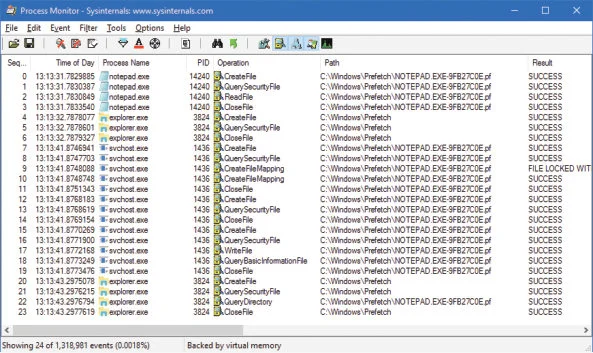 Process Monitor - Sysinternals: www.sysinternals.com
File Edit Event Filter Tools Options Help
Seq... Time of Day Process Name PID Operation Path Result
0 13:13:31.7829885 notepad.exe 14240 CreateFile C:\Windows\Prefetch\NOTEPAD.EXE-9FB27C0E.pf SUCCESS
1 13:13:31.7830387 notepad.exe 14240 QuerySecurityFile C:\Windows\Prefetch\NOTEPAD.EXE-9FB27C0E.pf SUCCESS
2 13:13:31.7830849 notepad.exe 14240 ReadFile C:\Windows\Prefetch\NOTEPAD.EXE-9FB27C0E.pf SUCCESS
3 13:13:31.7833540 notepad.exe 14240 CloseFile C:\Windows\Prefetch\NOTEPAD.EXE-9FB27C0E.pf SUCCESS
4 13:13:32.7878077 explorer.exe 3824 CreateFile C:\Windows\Prefetch SUCCESS
5 13:13:32.7878601 explorer.exe 3824 QuerySecurityFile C:\Windows\Prefetch SUCCESS
6 13:13:32.7879327 explorer.exe 3824 CloseFile C:\Windows\Prefetch SUCCESS
7 13:13:41.8746941 svchost.exe 1436 CreateFile C:\Windows\Prefetch\NOTEPAD.EXE-9FB27C0E.pf SUCCESS
8 13:13:41.8747703 svchost.exe 1436 QuerySecurityFile C:\Windows\Prefetch\NOTEPAD.EXE-9FB27C0E.pf SUCCESS
9 13:13:41.8748088 svchost.exe 1436 CreateFileMapping C:\Windows\Prefetch\NOTEPAD.EXE-9FB27C0E.pf FILE LOCKED WIT
10 13:13:41.8748748 svchost.exe 1436 CreateFileMapping C:\Windows\Prefetch\NOTEPAD.EXE-9FB27C0E.pf SUCCESS
11 13:13:41.8751343 svchost.exe 1436 CloseFile C:\Windows\Prefetch\NOTEPAD.EXE-9FB27C0E.pf SUCCESS
12 13:13:41.8768183 svchost.exe 1436 CreateFile C:\Windows\Prefetch\NOTEPAD.EXE-9FB27C0E.pf SUCCESS
13 13:13:41.8768619 svchost.exe 1436 QuerySecurityFile C:\Windows\Prefetch\NOTEPAD.EXE-9FB27C0E.pf SUCCESS
14 13:13:41.8769154 svchost.exe 1436 CloseFile C:\Windows\Prefetch\NOTEPAD.EXE-9FB27C0E.pf SUCCESS
15 13:13:41.8770269 svchost.exe 1436 CreateFile C:\Windows\Prefetch\NOTEPAD.EXE-9FB27C0E.pf SUCCESS
16 13:13:41.8771900 svchost.exe 1436 QuerySecurityFile C:\Windows\Prefetch\NOTEPAD.EXE-9FB27C0E.pf SUCCESS
17 13:13:41.8772168 svchost.exe 1436 WriteFile C:\Windows\Prefetch\NOTEPAD.EXE-9FB27C0E.pf SUCCESS
18 13:13:41.8773249 svchost.exe 1436 QueryBasicInformationFile C:\Windows\Prefetch\NOTEPAD.EXE-9FB27C0E.pf SUCCESS
19 13:13:41.8773476 svchost.exe 1436 CloseFile C:\Windows\Prefetch\NOTEPAD.EXE-9FB27C0E.pf SUCCESS
20 13:13:43.2975078 explorer.exe 3824 CreateFile C:\Windows\Prefetch SUCCESS
21 13:13:43.2976215 explorer.exe 3824 QuerySecurityFile C:\Windows\Prefetch SUCCESS
22 13:13:43.2976794 explorer.exe 3824 QueryDirectory C:\Windows\Prefetch\NOTEPAD.EXE-9FB27C0E.pf SUCCESS
23 13:13:43.2977619 explorer.exe 3824 CloseFile C:\Windows\Prefetch SUCCESS
Showing 24 of 1,318,981 events (0.0018%) Backed by virtual memory